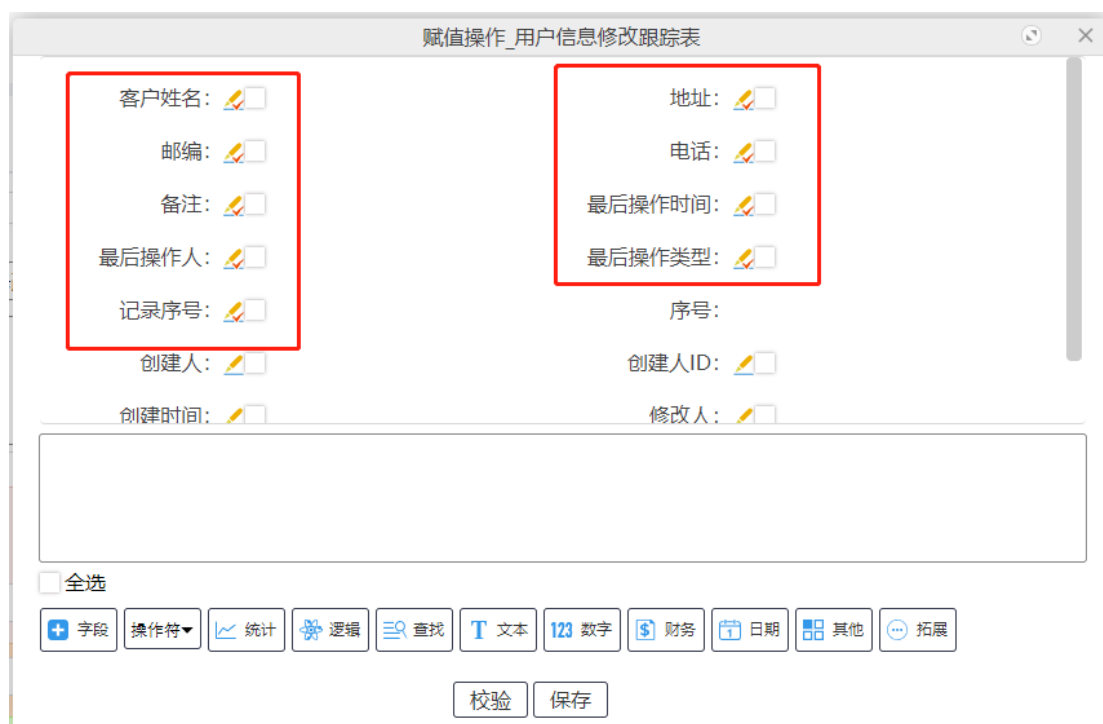 赋值操作_用户信息修改跟踪表
客户姓名： 地址：
邮编： 电话：
备注： 最后操作时间：
最后操作人： 最后操作类型：
记录序号： 序号：
创建人： 创建人ID：
创建时间： 修改人：
全选
字段 操作符 统计 逻辑 查找 T 文本 123 数字 $ 财务 1 日期 其他 拓展
校验 保存